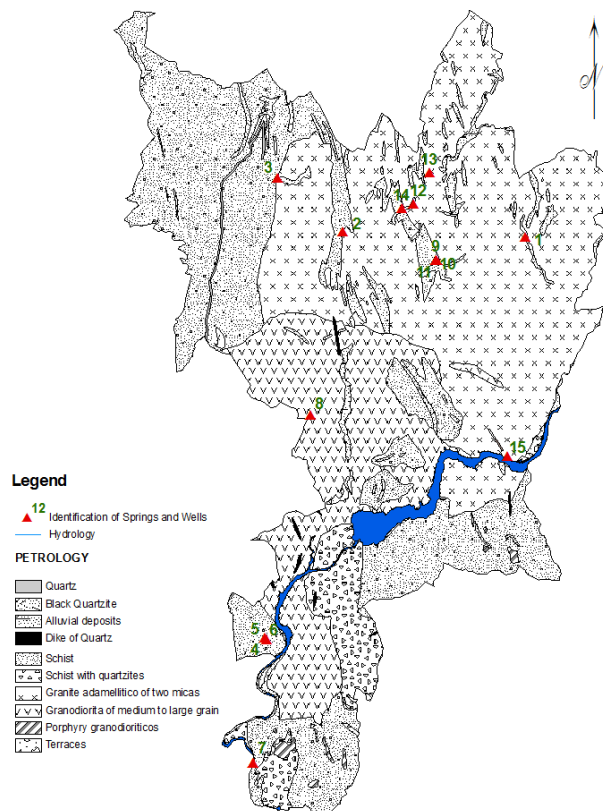 N
13
3
12
14
2
1
9
10
11
8
15
Legend
12
Identification of Springs and Wells
Hydrology
PETROLOGY
Quartz
Black Quartzite
Alluvial deposits
Dike of Quartz
Schist
Schist with quartzites
Granite adamellitico of two micas
Granodiorita of medium to large grain
Porphyry granodioriticos
Terraces
5 6
4
7